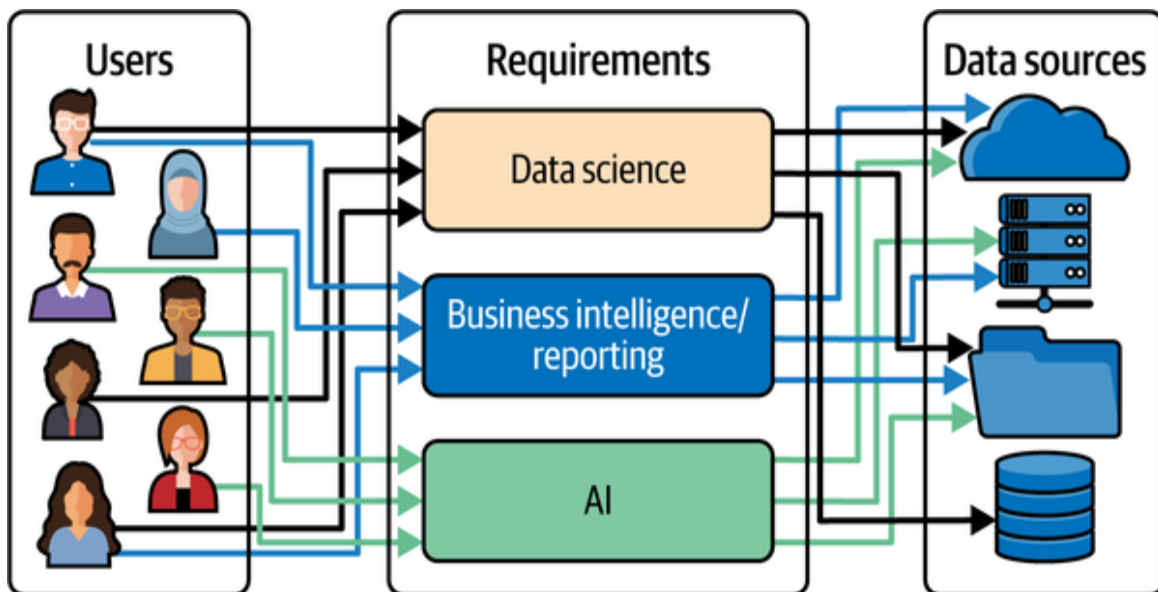 Users
Requirements
Data sources
Data science
Business intelligence/
reporting
AI